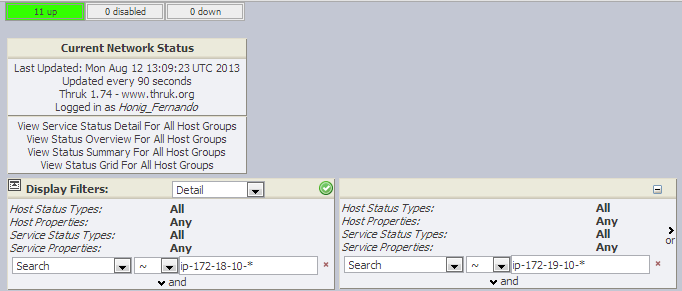 11 up 0 disabled 0 down
Current Network Status
Last Updated: Mon Aug 12 13:09:23 UTC 2013
Updated every 90 seconds
Thruk 1.74 - www.thruk.org
Logged in as Honig_Fernando
View Service Status Detail For All Host Groups
View Status Overview For All Host Groups
View Status Summary For All Host Groups
View Status Grid For All Host Groups
Display Filters: Detail
Host Status Types: All
Host Properties: Any
Service Status Types: All
Service Properties: Any
Search ~ ip-172-18-10-*
and
Host Status Types: All
Host Properties: Any
Service Status Types: All
Service Properties: Any
Search ~ ip-172-19-10-*
and
or